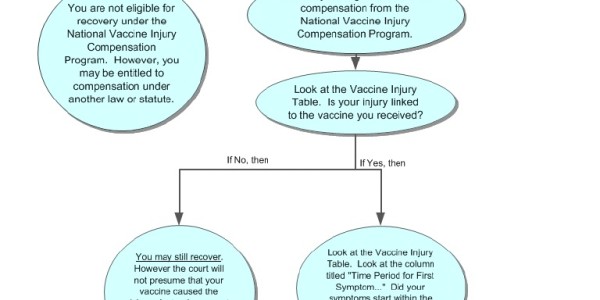 You are not eligible for
recovery under the
National Vaccine Injury
Compensation
Program. However, you
may be entitled to
compensation under
another law or statute.
compensation from the
National Vaccine Injury
Compensation Program.
Look at the Vaccine Injury
Table. Is your injury linked
to the vaccine you received?
If No, then
If Yes, then
You may still recover.
However the court will
not presume that your
vaccine caused the
Look at the Vaccine Injury
Table. Look at the column
titled "Time Period for First
Symptom..." Did your
symptoms start within the